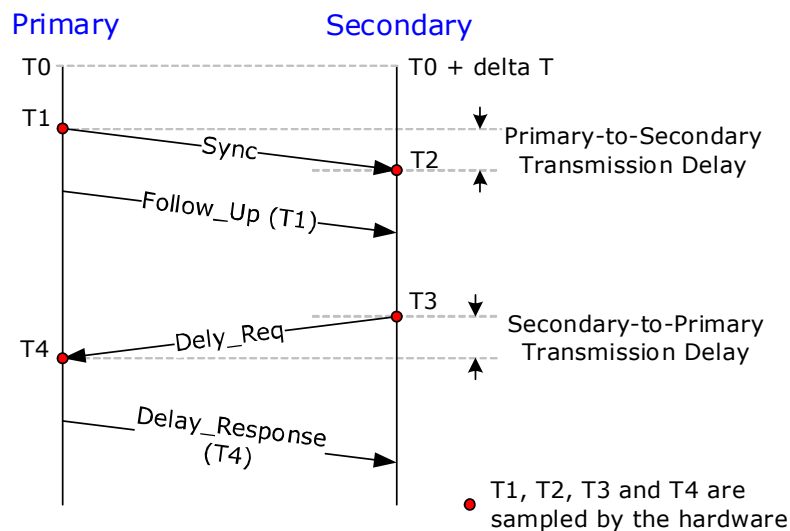 Primary
Secondary
T0
T0 + delta T
T1
Sync
T2
Primary-to-Secondary
Transmission Delay
Follow_Up (T1)
T3
Dely_Req
Secondary-to-Primary
Transmission Delay
T4
Delay_Response
(T4)
T1, T2, T3 and T4 are
sampled by the hardware